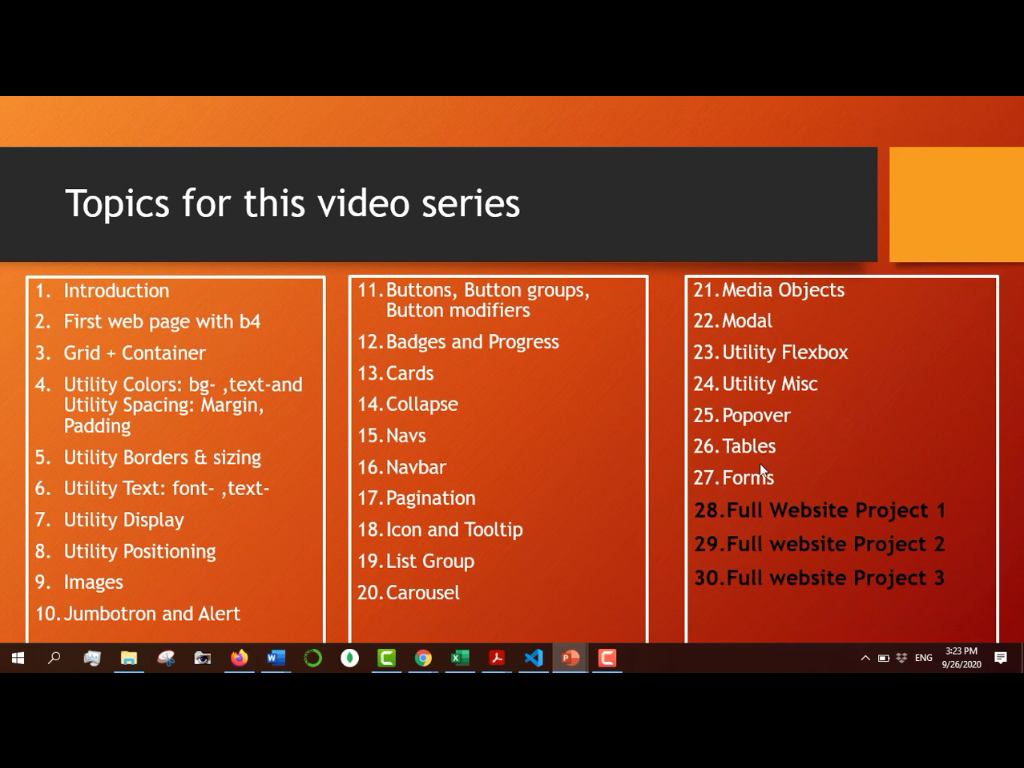 Topics for this video series
1. Introduction
2. First web page with b4
3. Grid + Container
4. Utility Colors: bg- ,text-and
Utility Spacing: Margin,
Padding
5. Utility Borders & sizing
6. Utility Text: font- ,text-
7. Utility Display
8. Utility Positioning
9. Images
10. Jumbotron and Alert
11. Buttons, Button groups,
Button modifiers
12. Badges and Progress
13. Cards
14. Collapse
15. Navs
16. Navbar
17. Pagination
18. Icon and Tooltip
19. List Group
20. Carousel
21. Media Objects
22. Modal
23. Utility Flexbox
24. Utility Misc
25. Popover
26. Tables
27. Forms
28. Full Website Project 1
29. Full website Project 2
30. Full website Project 3
ENG
3:23 PM
9/26/2020